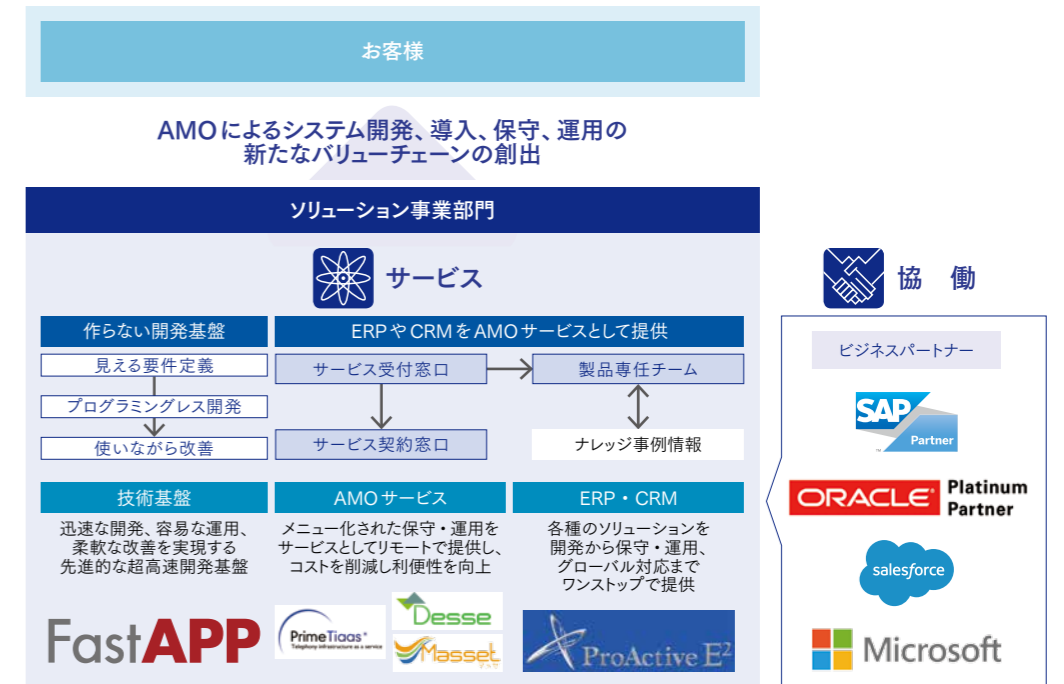 お客様
AMOによるシステム開発、導入、保守、運用の
新たなバリューチェーンの創出
ソリューション事業部門
サービス
作らない開発基盤
見える要件定義
プログラミングレス開発
使いながら改善
ERPやCRMをAMOサービスとして提供
サービス受付窓口
製品専任チーム
サービス契約窓口
ナレッジ事例情報
技術基盤
迅速な開発、容易な運用、
柔軟な改善を実現する
先進的な超高速開発基盤
FastAPP
AMOサービス
メニュー化された保守・運用を
サービスとしてリモートで提供し、
コストを削減し利便性を向上
PrimeTiaas
Telephony infrastructure as a service
Desse
Masset
ERP・CRM
各種のソリューションを
開発から保守・運用、
グローバル対応まで
ワンストップで提供
ProActive E²
協 働
ビジネスパートナー
SAP
Partner
ORACLE Platinum
Partner
salesforce
Microsoft